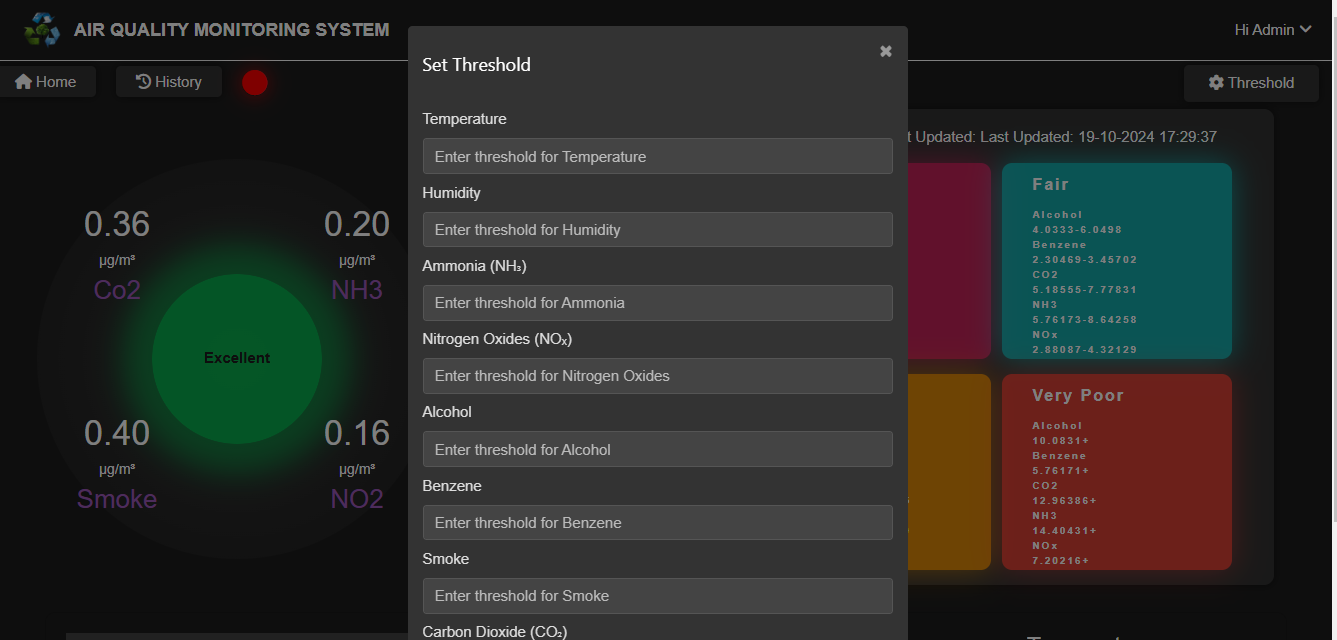 AIR QUALITY MONITORING SYSTEM
Hi Admin
Home
History
Threshold
Set Threshold
Temperature
Enter threshold for Temperature
Humidity
Enter threshold for Humidity
Ammonia (NH₃)
Enter threshold for Ammonia
Nitrogen Oxides (NOₓ)
Enter threshold for Nitrogen Oxides
Alcohol
Enter threshold for Alcohol
Benzene
Enter threshold for Benzene
Smoke
Enter threshold for Smoke
Carbon Dioxide (CO₂)
0.36
µg/m³
Co2
0.20
µg/m³
NH3
Excellent
0.40
µg/m³
Smoke
0.16
µg/m³
NO2
t Updated: Last Updated: 19-10-2024 17:29:37
Fair
Alcohol
4.0333-6.0498
Benzene
2.30469-3.45702
CO2
5.18555-7.77831
NH3
5.76173-8.64258
NOx
2.88087-4.32129
Very Poor
Alcohol
10.0831+
Benzene
5.76171+
CO2
12.96386+
NH3
14.40431+
NOx
7.20216+